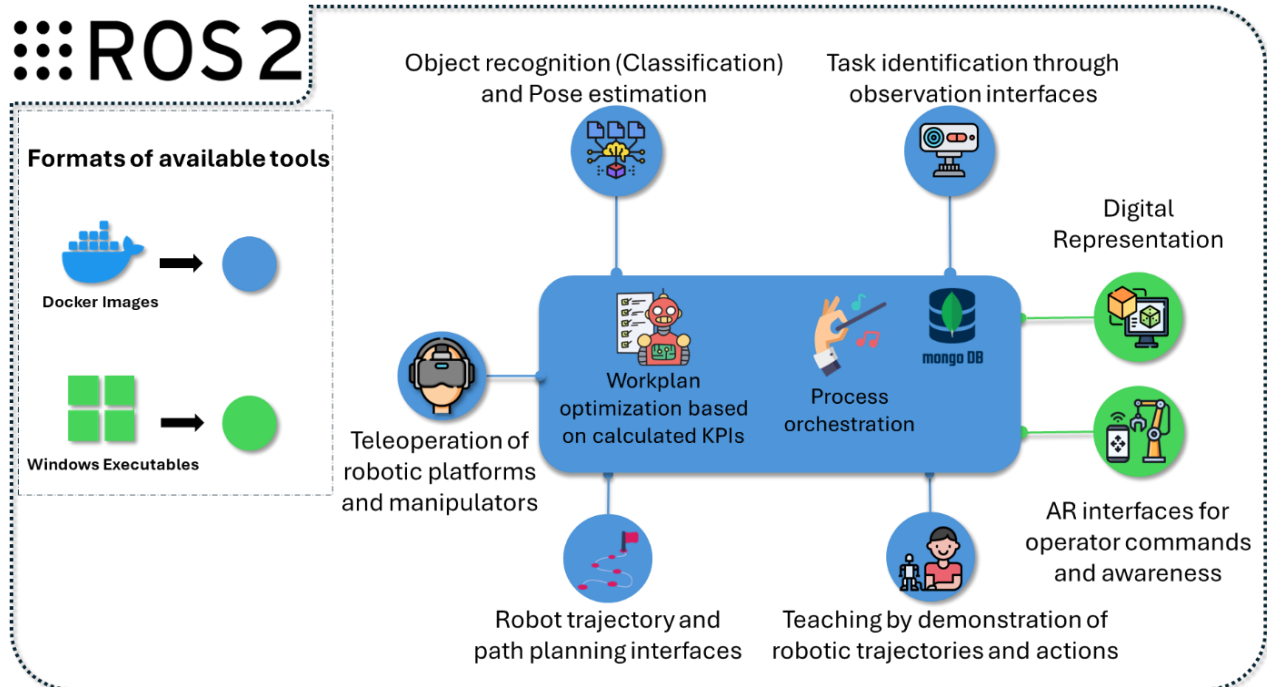 ROS 2
Object recognition (Classification)
and Pose estimation
Task identification through
observation interfaces
Formats of available tools
Docker Images
Windows Executables
Digital
Representation
mongo DB
Workplan
optimization based
on calculated KPIs
Process
orchestration
Teleoperation of
robotic platforms
and manipulators
AR interfaces for
operator commands
and awareness
Robot trajectory and
path planning interfaces
Teaching by demonstration of
robotic trajectories and actions